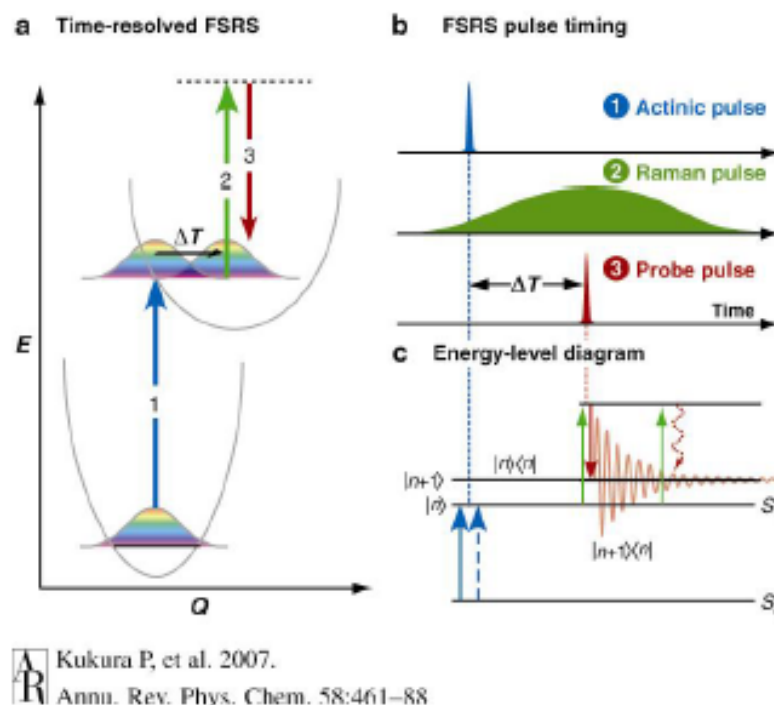 a Time-resolved FSRS
3
2
ΔT
E
1
Q
b FSRS pulse timing
1 Actinic pulse
2 Raman pulse
3 Probe pulse
ΔT
Time
c Energy-level diagram
|n⟩⟨n|
|n+1⟩
|n⟩
S
|n+1⟩⟨n|
S
AR
Kukura P, et al. 2007.
Annu. Rev. Phys. Chem. 58:461–88